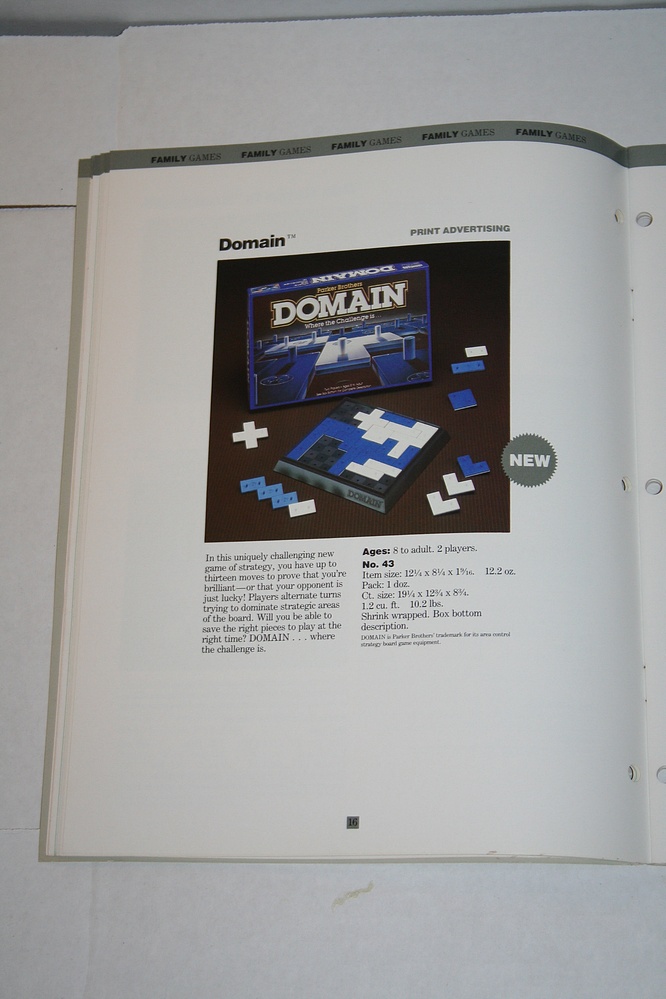 FAMILY GAMES FAMILY GAMES FAMILY GAMES FAMILY GAMES FAMILY GAMES
Domain™
PRINT ADVERTISING
DOMAIN
Parker Brothers
DOMAIN
Where the Challenge is
DOMAIN
NEW
In this uniquely challenging new
game of strategy, you have up to
thirteen moves to prove that you're
brilliant—or that your opponent is
just lucky! Players alternate turns
trying to dominate strategic areas
of the board. Will you be able to
save the right pieces to play at the
right time? DOMAIN . . . where
the challenge is.
Ages: 8 to adult. 2 players.
No. 43
Item size: 12¼ x 8¼ x 1⁹⁄₁₆. 12.2 oz.
Pack: 1 doz.
Ct. size: 19¼ x 12¾ x 8¾.
1.2 cu. ft. 10.2 lbs.
Shrink wrapped. Box bottom
description.
DOMAIN is Parker Brothers' trademark for its area control
strategy board game equipment.
16